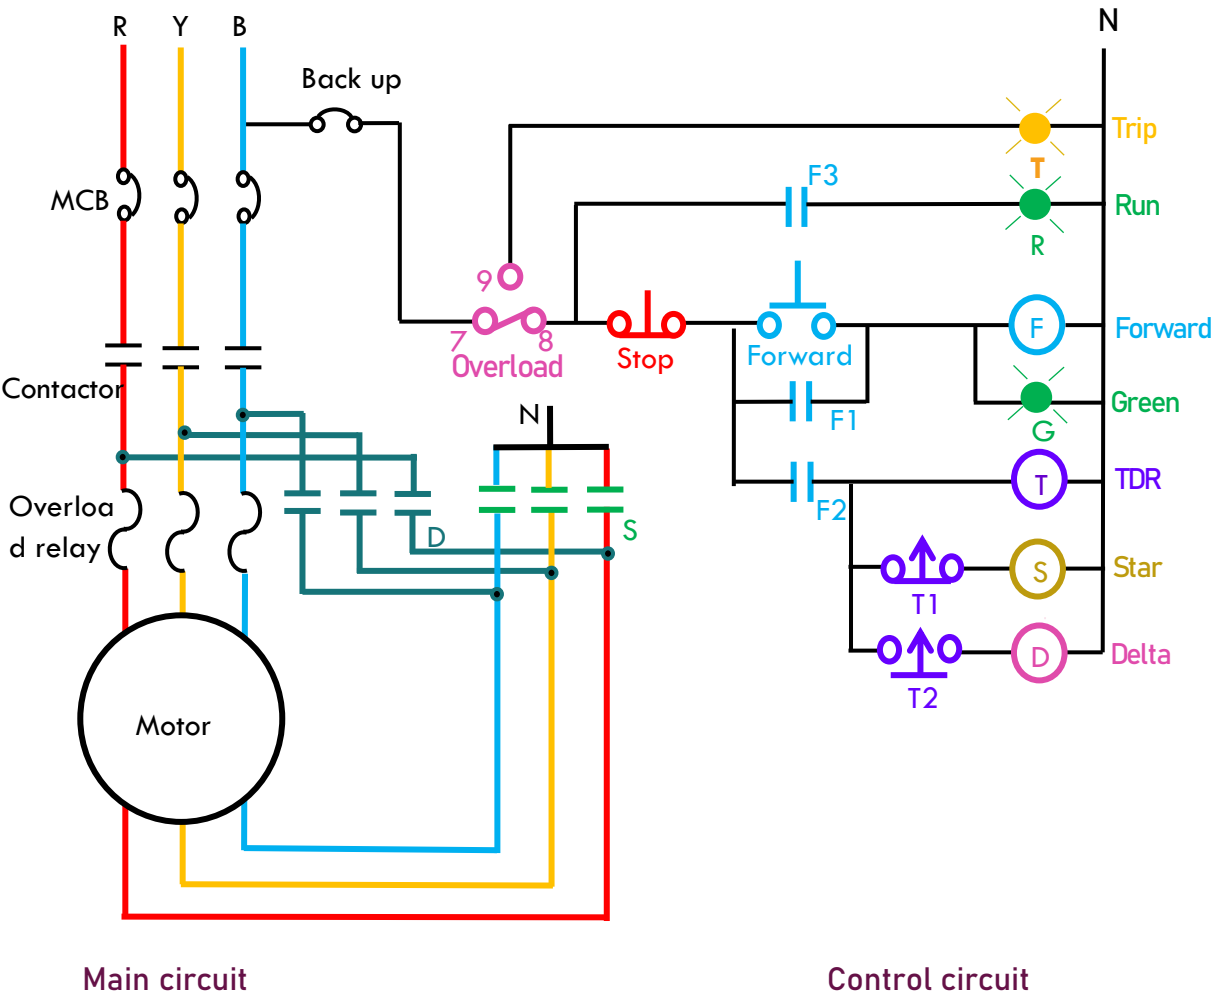 R Y B
N
Back up
Trip
T
MCB
F3
Run
R
9
7 8
Overload
Stop
Forward
F
Forward
Contactor
N
F1
G
Green
Overloa
d relay
D
S
F2
T
TDR
T1
S
Star
T2
D
Delta
Motor
Main circuit
Control circuit